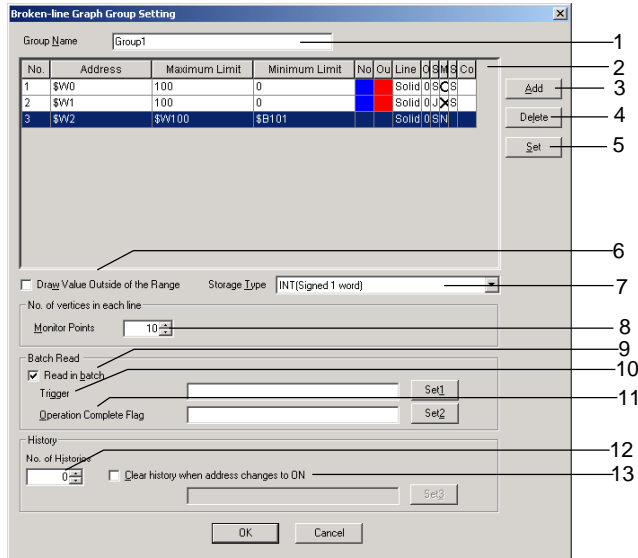 Broken-line Graph Group Setting
Group Name Group1 1
No. Address Maximum Limit Minimum Limit No Ou Line O S M S Co 2
1 $W0 100 0 Solid 0 S C S
Add 3
2 $W1 100 0 Solid 0 J X S
3 $W2 $W100 $B101 Solid 0 S N
Delete 4
Set 5
6
Draw Value Outside of the Range Storage Type INT(Signed 1 word) 7
No. of vertices in each line
Monitor Points 10 8
Batch Read 9
Read in batch 10
Trigger Set1
11
Operation Complete Flag Set2
History
No. of Histories 12
0 Clear history when address changes to ON 13
Set3
OK Cancel